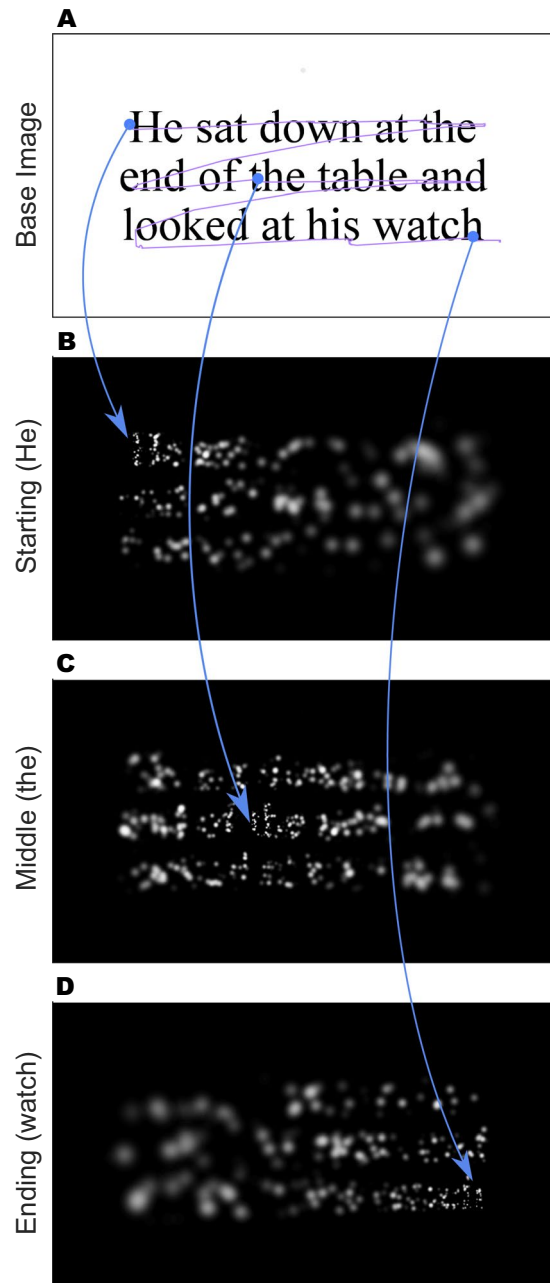 A
Base Image
He sat down at the
end of the table and
looked at his watch
B
Starting (He)
C
Middle (the)
D
Ending (watch)